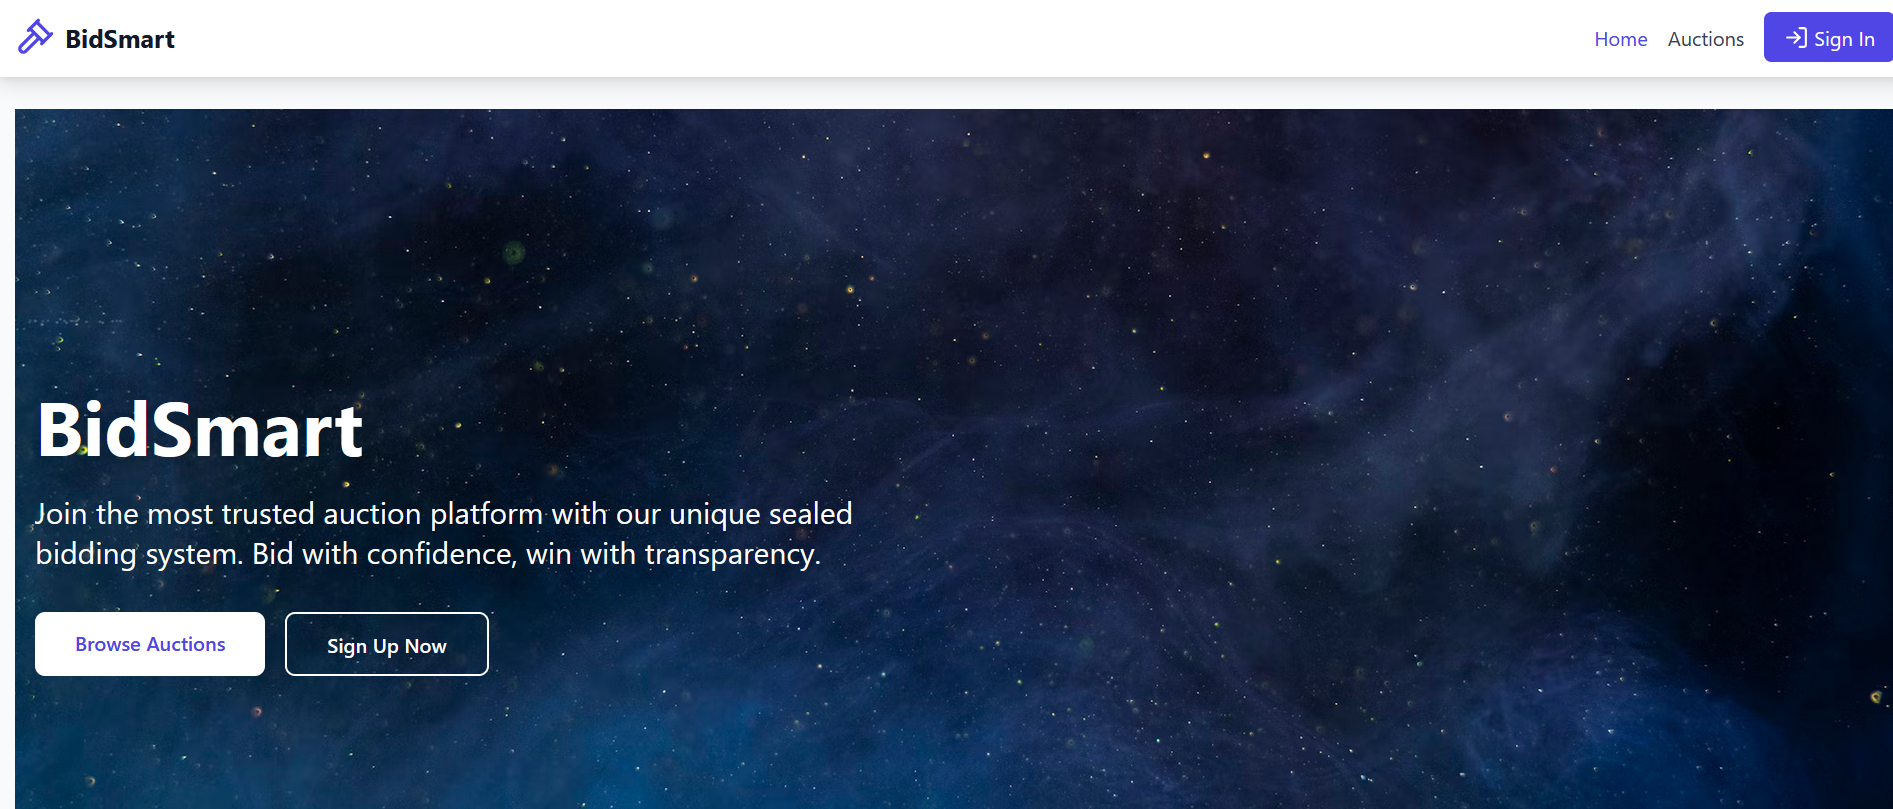 BidSmart
Home
Auctions
Sign In
BidSmart
Join the most trusted auction platform with our unique sealed
bidding system. Bid with confidence, win with transparency.
Browse Auctions
Sign Up Now